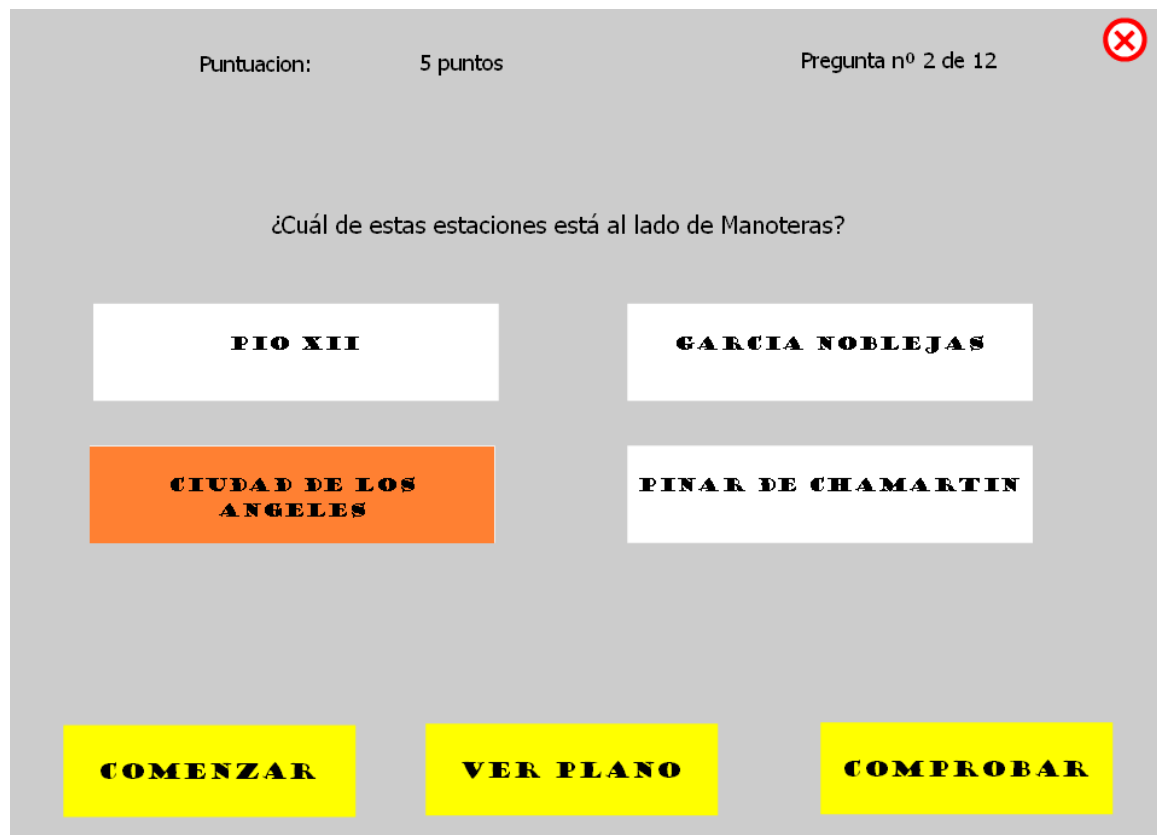 Puntuacion: 5 puntos Pregunta nº 2 de 12
¿Cuál de estas estaciones está al lado de Manoteras?
PIO XII GARCIA NOBLEJAS
CIUDAD DE LOS
ANGELES
PINAR DE CHAMARTIN
COMENZAR VER PLANO COMPROBAR